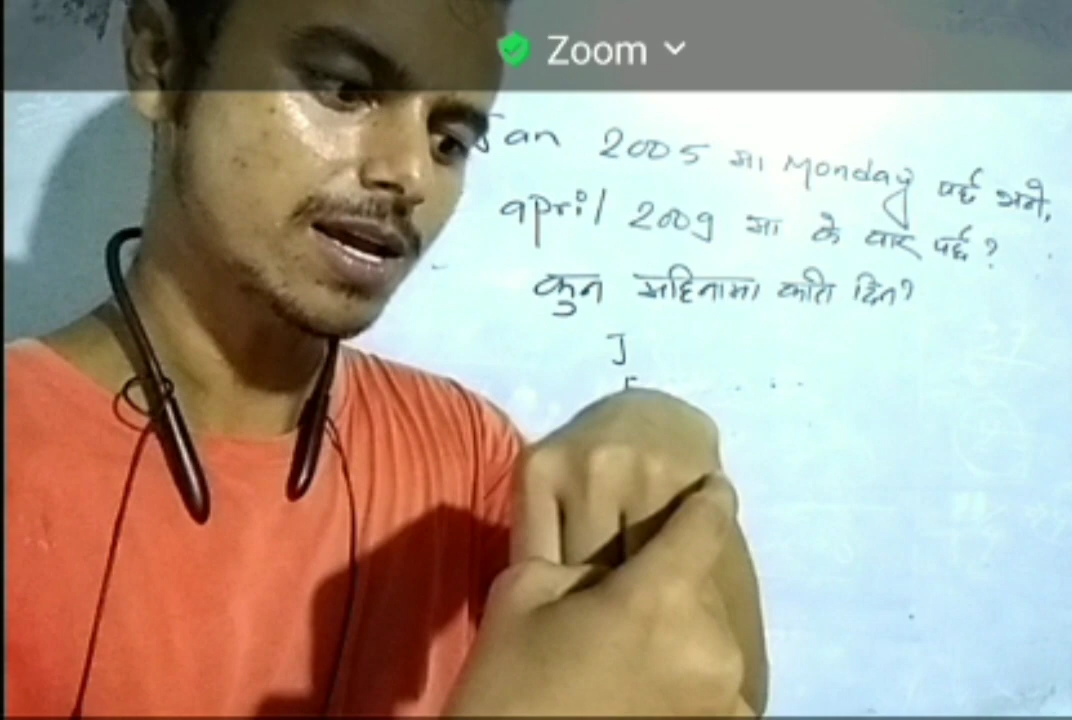 Zoom
Jan 2005 मा Monday पर्छ भने,
april 2009 मा के वार पर्छ?
कुन महिनामा कति दिन?
J
F